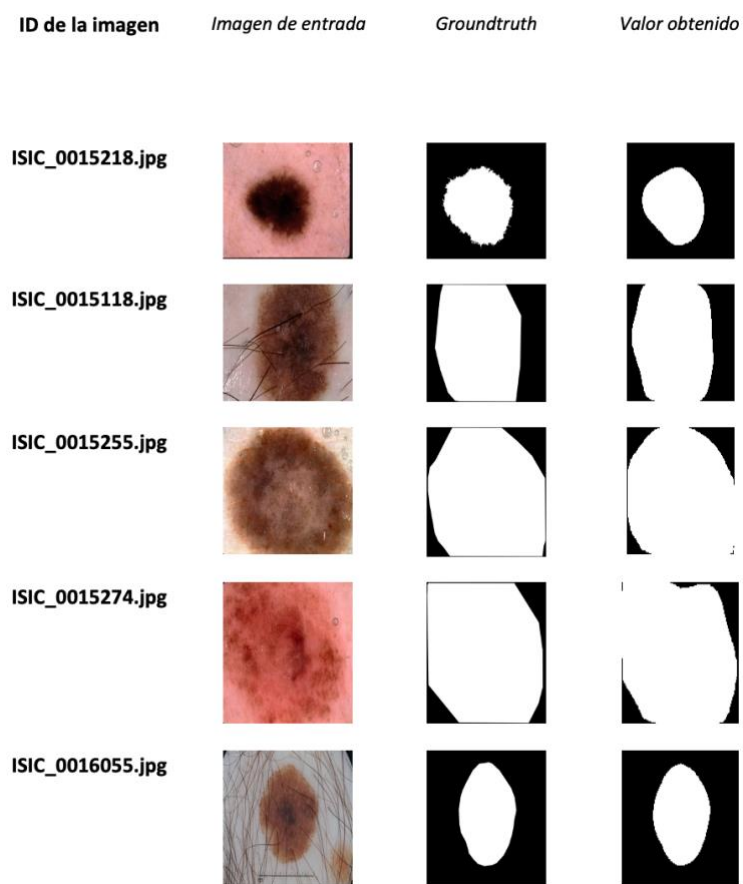 ID de la imagen Imagen de entrada Groundtruth Valor obtenido
ISIC_0015218.jpg
ISIC_0015118.jpg
ISIC_0015255.jpg
ISIC_0015274.jpg
ISIC_0016055.jpg